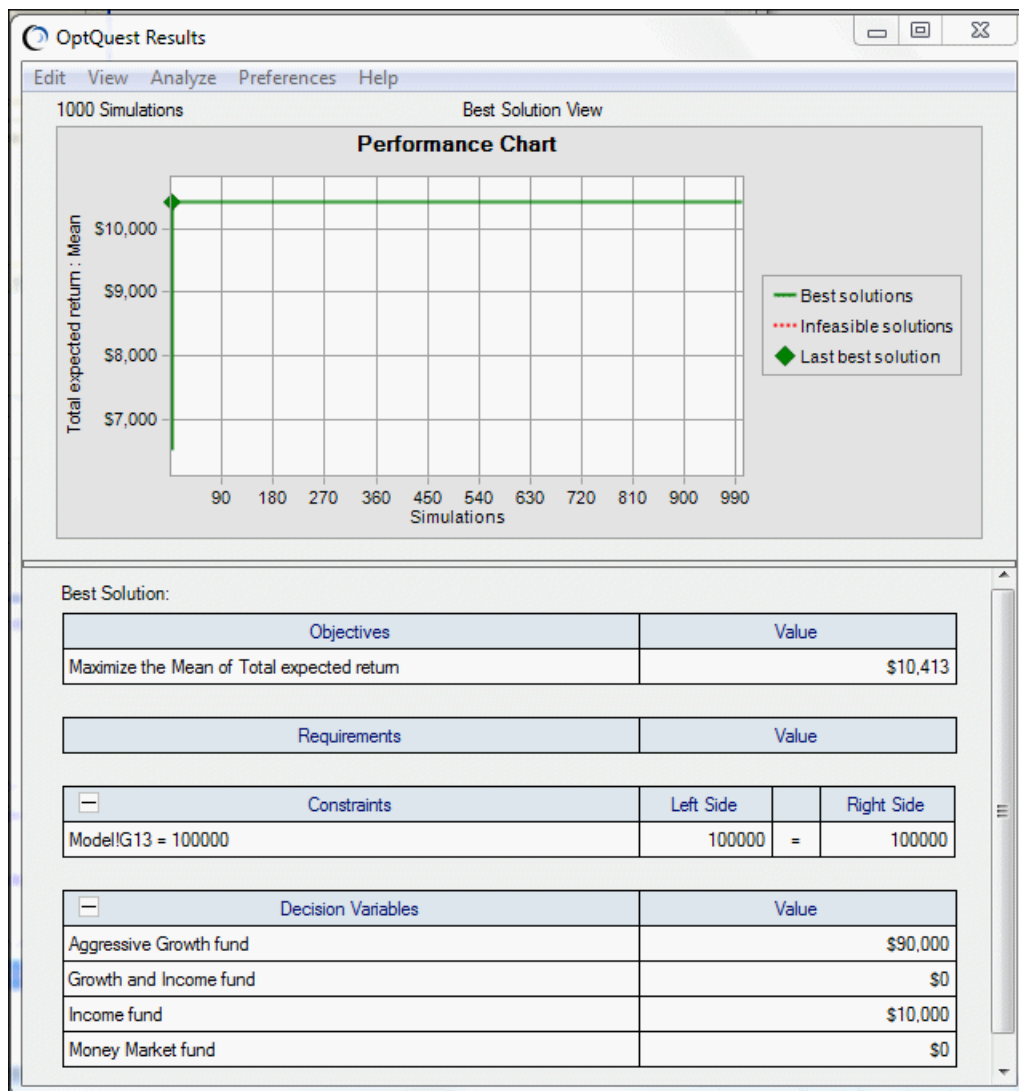 OptQuest Results
Edit View Analyze Preferences Help
1000 Simulations Best Solution View
Performance Chart
Total expected return : Mean
$10,000
$9,000
$8,000
$7,000
90 180 270 360 450 540 630 720 810 900 990
Simulations
Best solutions
Infeasible solutions
Last best solution
Best Solution:
Objectives Value
Maximize the Mean of Total expected return $10,413
Requirements Value
Constraints Left Side Right Side
Model!G13 = 100000 100000 = 100000
Decision Variables Value
Aggressive Growth fund $90,000
Growth and Income fund $0
Income fund $10,000
Money Market fund $0